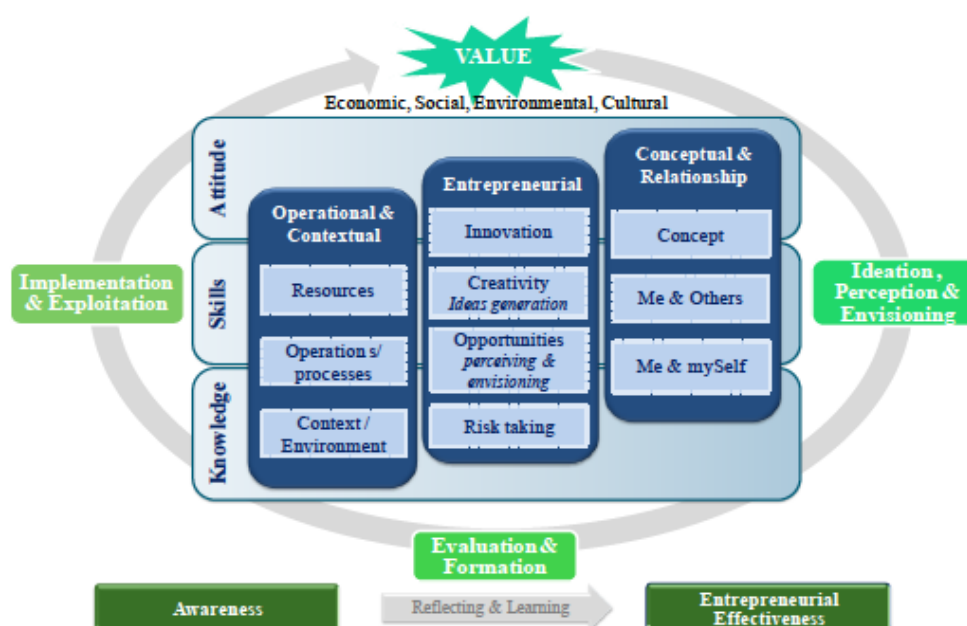 VALUE
Economic, Social, Environmental, Cultural
Attitude
Skills
Knowledge
Operational &
Contextual
Resources
Operation s/
processes
Context /
Environment
Entrepreneurial
Innovation
Creativity
Ideas generation
Opportunities
perceiving &
envisioning
Risk taking
Conceptual &
Relationship
Concept
Me & Others
Me & mySelf
Implementation
& Exploitation
Ideation ,
Perception &
Envisioning
Evaluation &
Formation
Awareness
Reflecting & Learning
Entrepreneurial
Effectiveness